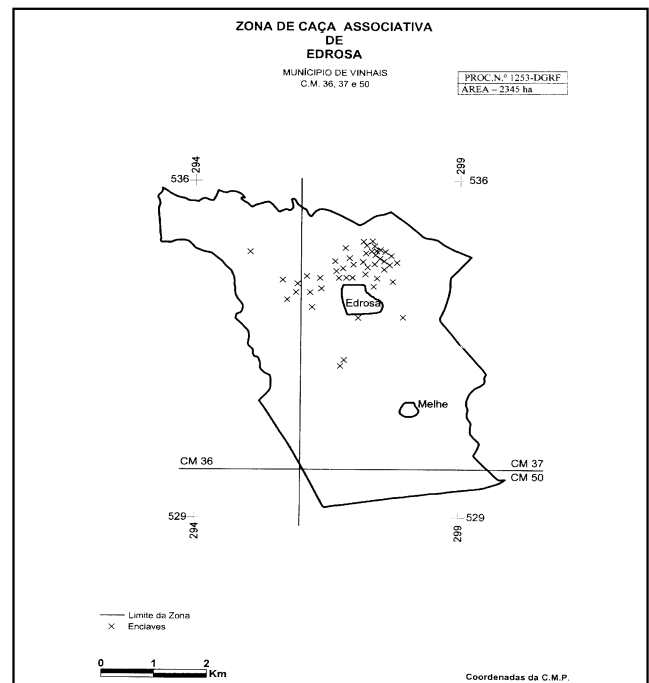 ZONA DE CAÇA ASSOCIATIVA
DE
EDROSA
MUNÍCIPIO DE VINHAIS
C.M. 36, 37 e 50
PROC.N.º 1253-DGRF
ÁREA – 2345 ha
294
299
536
536
Edrosa
Melhe
CM 36
CM 37
CM 50
529
529
294
299
Limite da Zona
× Enclaves
0 1 2
Km
Coordenadas da C.M.P.